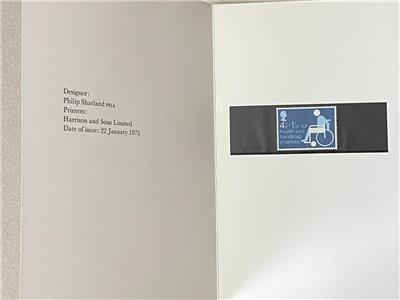 Designer:
Philip Sharland FSIA
Printers:
Harrison and Sons Limited
Date of issue: 22 January 1975
4½+1½p for
health and
handicap
charities